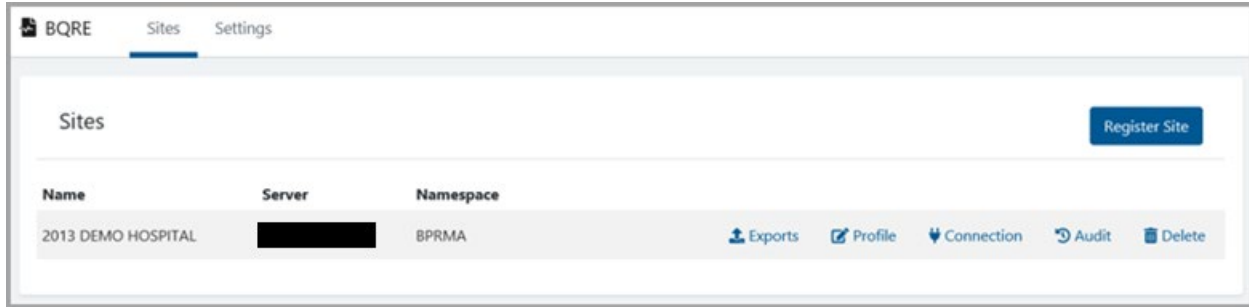 BQRE Sites Settings
Sites
Register Site
Name Server Namespace
2013 DEMO HOSPITAL BPRMA Exports Profile Connection Audit Delete